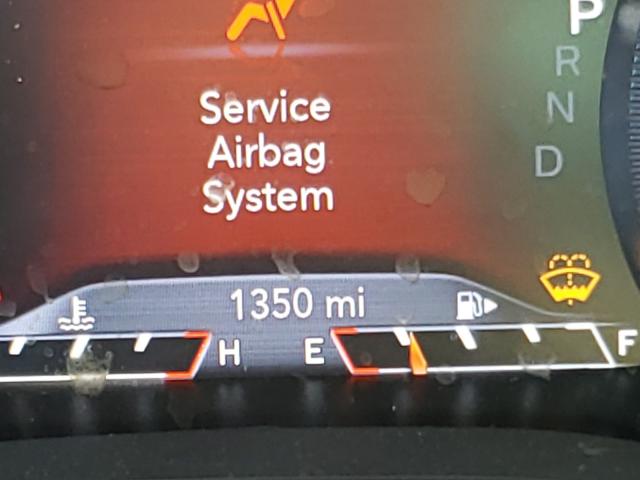 P
R
N
D
Service
Airbag
System
1350 mi
H E F